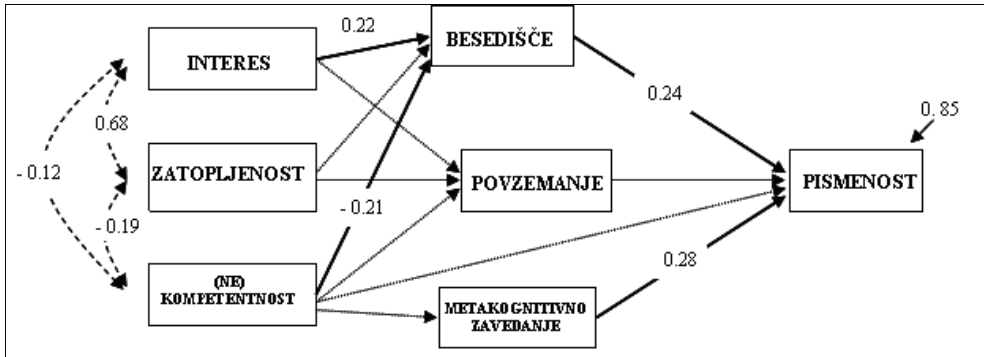 0.22
BESEDIŠČE
INTERES
0.24
0.68
0. 85
- 0.12
ZATOPLJENOST
POVZEMANJE
PISMENOST
- 0.21
- 0.19
0.28
(NE)
KOMPETENTNOST
METAKOGNITIVNO
ZAVEDANJE